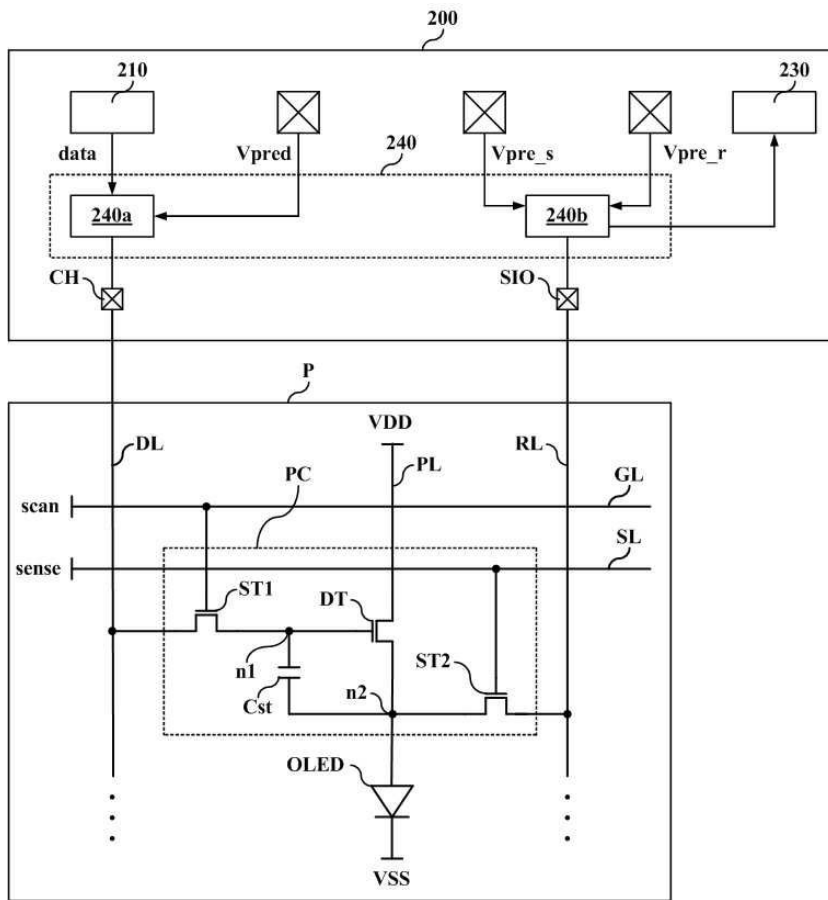 200
210
230
data
Vpred
240
Vpre_s
Vpre_r
240a
240b
CH
SIO
P
VDD
DL
PL
RL
PC
scan
GL
sense
SL
ST1
DT
ST2
n1
Cst
n2
OLED
VSS